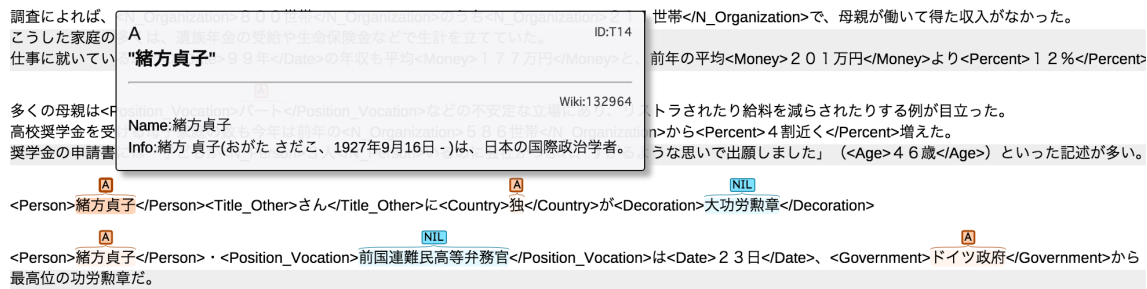 調査によれば、<N_Organization>８００世帯</N_Organization>のうち<N_Organization>２１ 世帯</N_Organization>で、母親が働いて得た収入がなかった。
こうした家庭の は、遺族年金の受給や生命保険金などで生計を立てていた。
仕事に就いてい ９９年</Date>の年収も平均<Money>１７７万円</Money>と、前年の平均<Money>２０１万円</Money>より<Percent>１２%</Percent>
A
ID:T14
"緒方貞子"
Wiki:132964
Name:緒方貞子
Info:緒方 貞子(おがた さだこ、1927年9月16日 - )は、日本の国際政治学者。
多くの母親は<Position_Vocation>パート</Position_Vocation>などの不安定な立場にあり、リストラされたり給料を減らされたりする例が目立った。
高校奨学金を受 も今年は前年の<N_Organization>５８６世帯</N_Organization>から<Percent>４割近く</Percent>増えた。
奨学金の申請書 ような思いで出願しました」（<Age>４６歳</Age>）といった記述が多い。
A A NIL
<Person>緒方貞子</Person><Title_Other>さん</Title_Other>に<Country>独</Country>が<Decoration>大功労勲章</Decoration>
A NIL A
<Person>緒方貞子</Person>・<Position_Vocation>前国連難民高等弁務官</Position_Vocation>は<Date>２３日</Date>、<Government>ドイツ政府</Government>から
最高位の功労勲章だ。